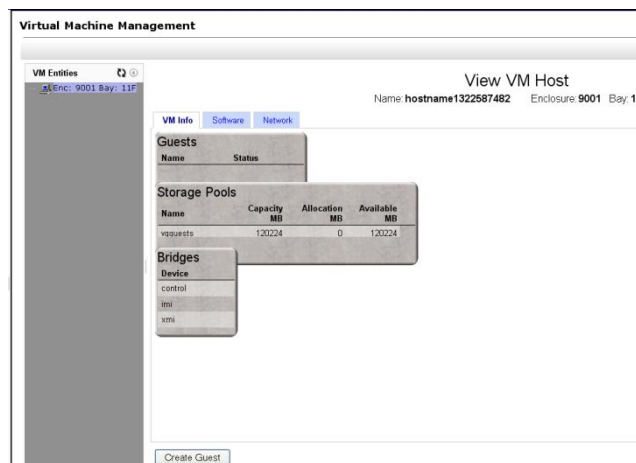 Virtual Machine Management
VM Entities
Enc: 9001 Bay: 11F
View VM Host
Name: hostname1322587482 Enclosure: 9001 Bay: 1
VM Info Software Network
Guests
Name Status
Storage Pools
Name Capacity MB Allocation MB Available MB
vgguests 120224 0 120224
Bridges
Device
control
imi
xmi
Create Guest